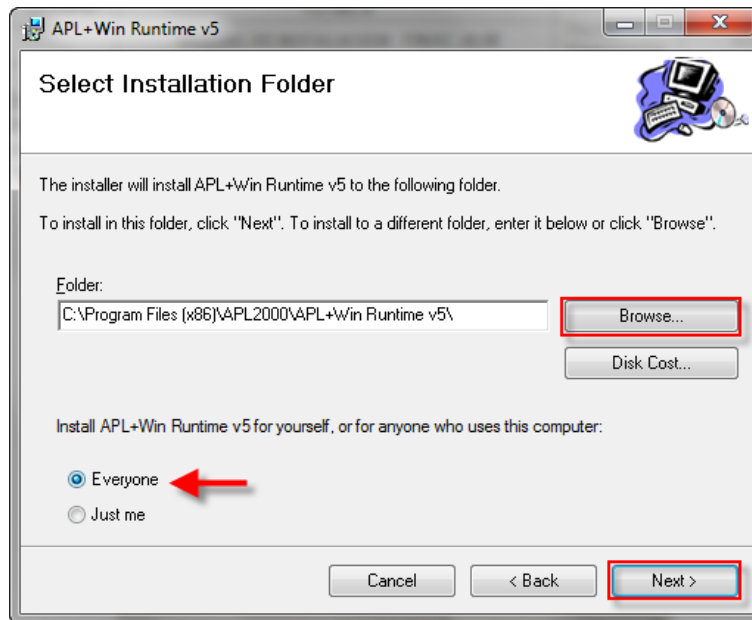 APL+Win Runtime v5
Select Installation Folder
The installer will install APL+Win Runtime v5 to the following folder.
To install in this folder, click "Next". To install to a different folder, enter it below or click "Browse".
Folder:
C:\Program Files (x86)\APL2000\APL+Win Runtime v5\
Browse...
Disk Cost...
Install APL+Win Runtime v5 for yourself, or for anyone who uses this computer:
Everyone
Just me
Cancel
< Back
Next >